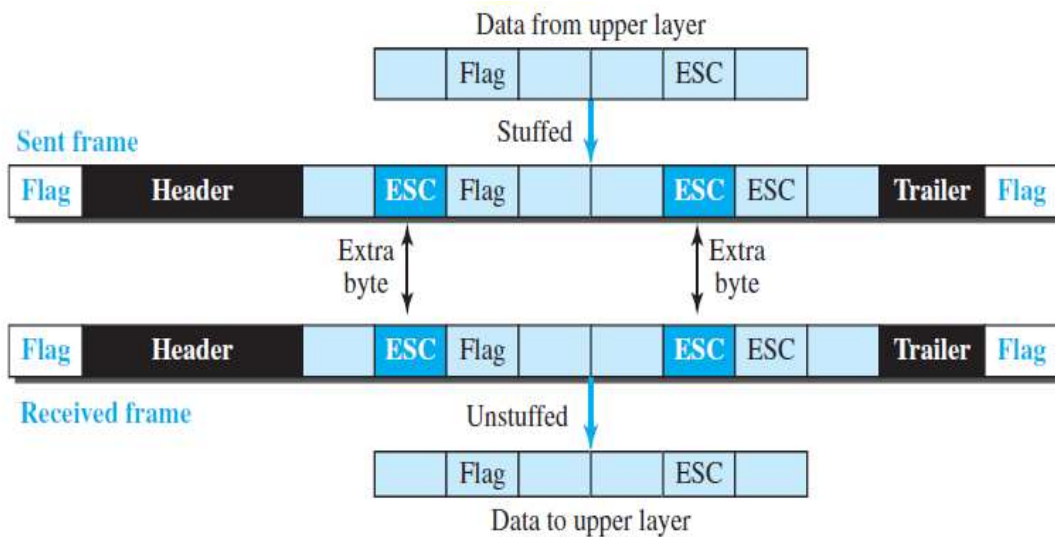 Data from upper layer
Flag ESC
Stuffed
Sent frame
Flag Header ESC Flag ESC ESC Trailer Flag
Extra byte
Extra byte
Flag Header ESC Flag ESC ESC Trailer Flag
Received frame
Unstuffed
Flag ESC
Data to upper layer